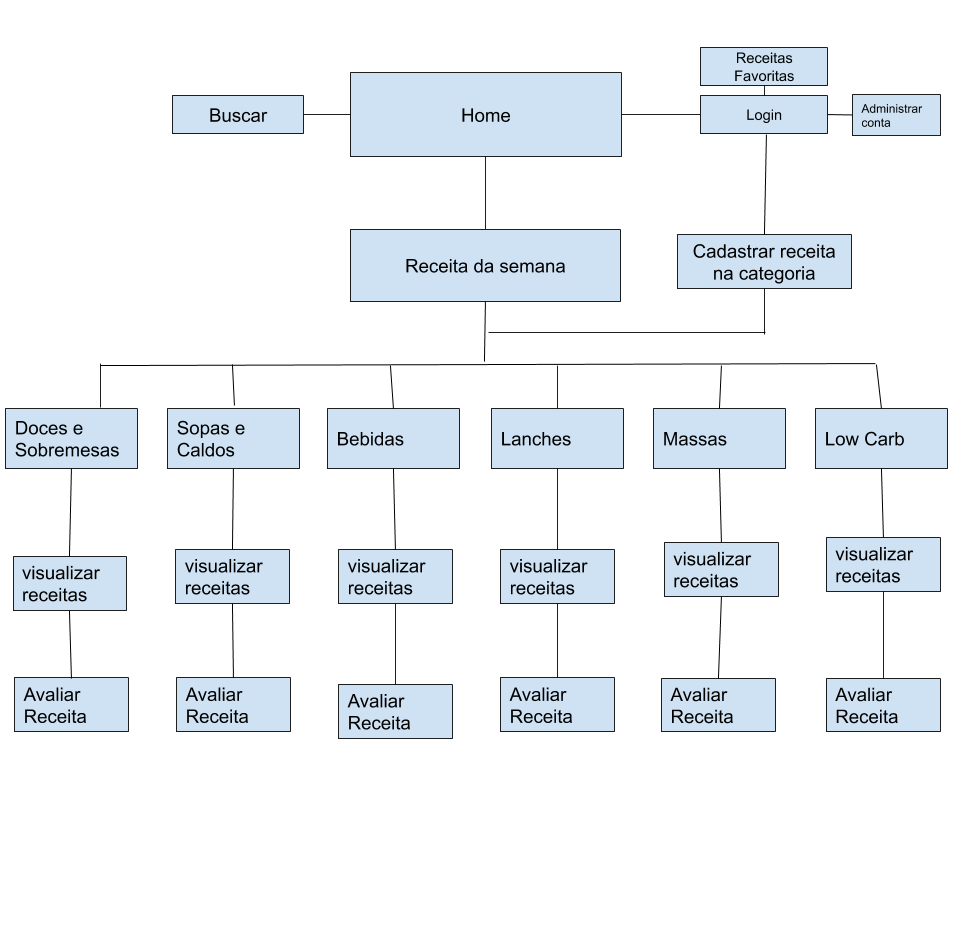 Receitas
Favoritas
Buscar
Home
Login
Administrar
conta
Receita da semana
Cadastrar receita
na categoria
Doces e
Sobremesas
Sopas e
Caldos
Bebidas
Lanches
Massas
Low Carb
visualizar
receitas
visualizar
receitas
visualizar
receitas
visualizar
receitas
visualizar
receitas
visualizar
receitas
Avaliar
Receita
Avaliar
Receita
Avaliar
Receita
Avaliar
Receita
Avaliar
Receita
Avaliar
Receita